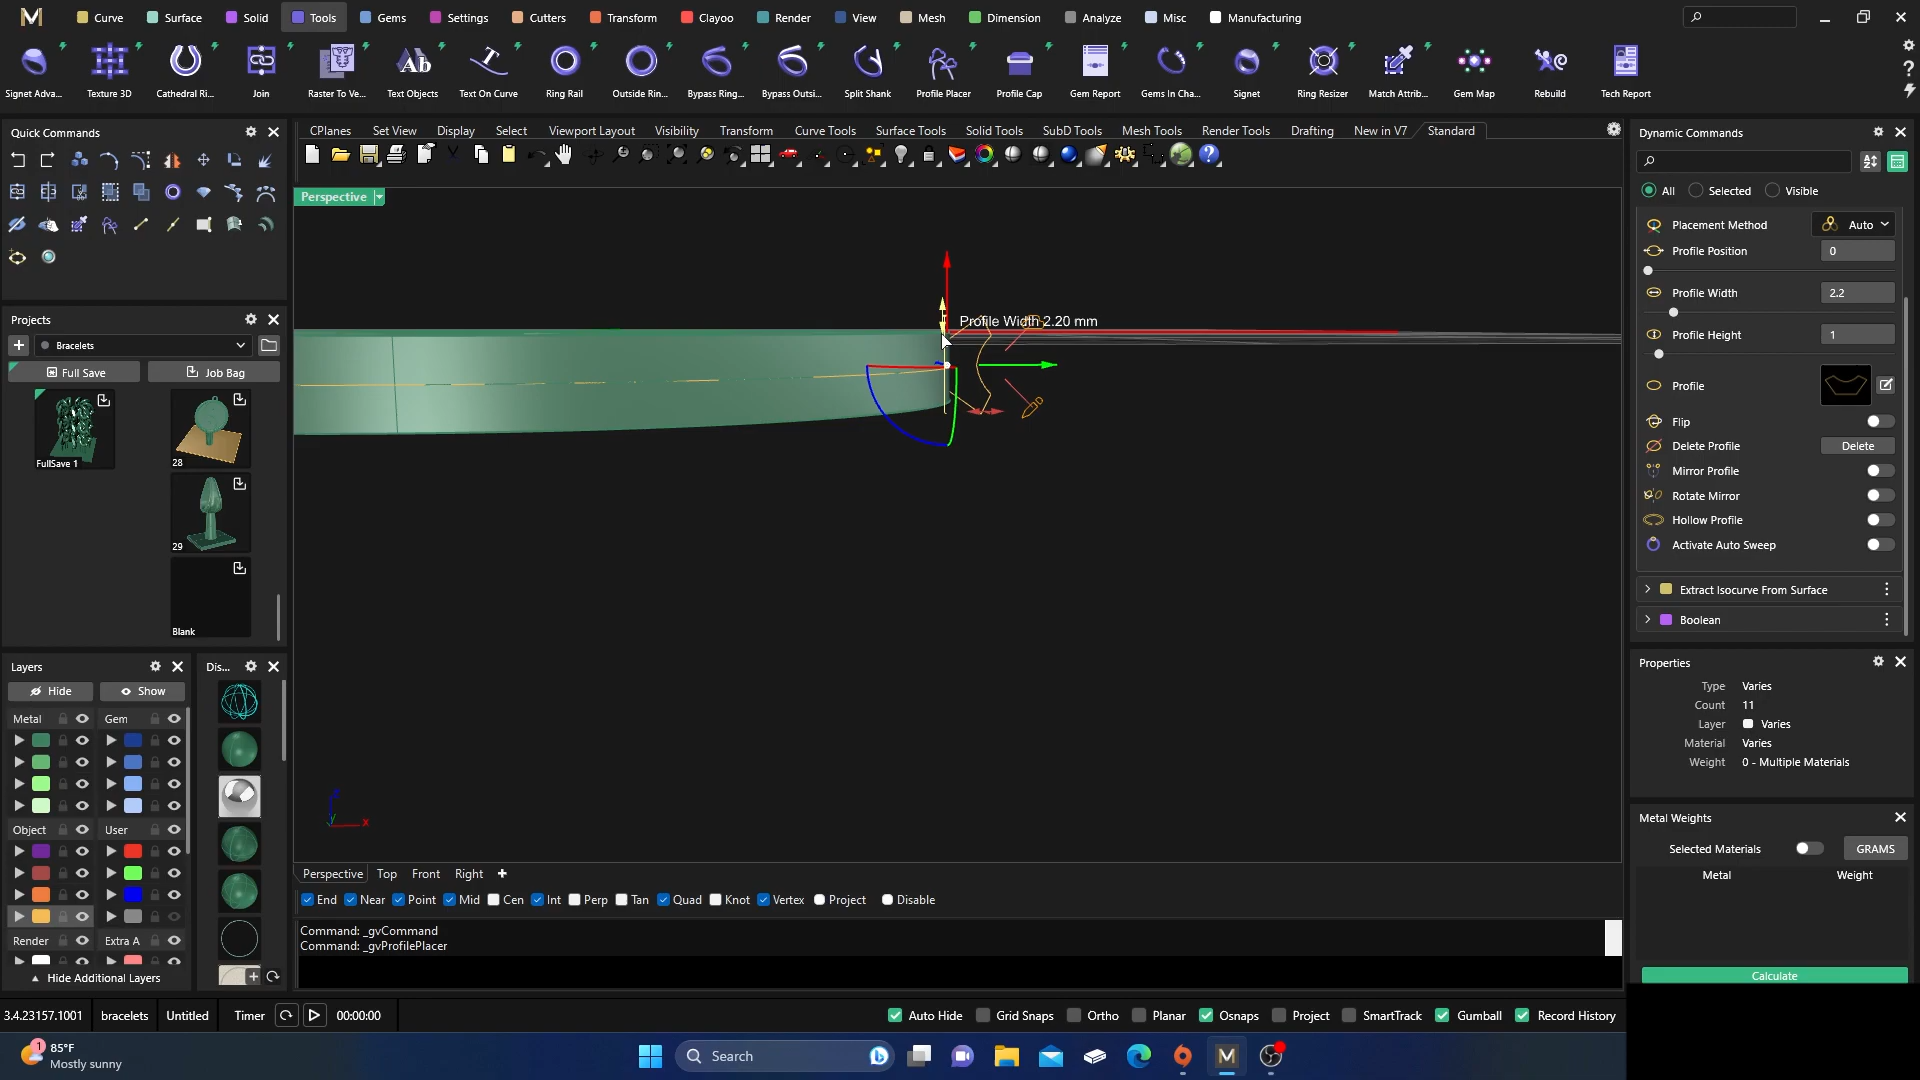 Curve Surface Solid Tools Gems Settings Cutters Transform Clayoo Render View Mesh Dimension Analyze Misc Manufacturing
Signet Adva... Texture 3D Cathedral Ri... Join Raster To Ve... Text Objects Text On Curve Ring Rail Outside Rin... Bypass Ring... Bypass Outsi... Split Shank Profile Placer Profile Cap Gem Report Gems In Cha... Signet Ring Resizer Match Attrib... Gem Map Rebuild Tech Report
Quick Commands
CPlanes Set View Display Select Viewport Layout Visibility Transform Curve Tools Surface Tools Solid Tools SubD Tools Mesh Tools Render Tools Drafting New in V7 Standard
Perspective
Profile Width 2.20 mm
Projects
Bracelets
Full Save Job Bag
FullSave 1
28
29
Blank
Layers
Hide Show
Metal Gem
Object User
Render Extra A
Hide Additional Layers
Dis...
Perspective Top Front Right
End Near Point Mid Cen Int Perp Tan Quad Knot Vertex Project Disable
Command: _gvCommand
Command: _gvProfilePlacer
Dynamic Commands
All Selected Visible
Placement Method Auto
Profile Position 0
Profile Width 2.2
Profile Height 1
Profile
Flip
Delete Profile Delete
Mirror Profile
Rotate Mirror
Hollow Profile
Activate Auto Sweep
Extract Isocurve From Surface
Boolean
Properties
Type Varies
Count 11
Layer Varies
Material Varies
Weight 0 - Multiple Materials
Metal Weights
Selected Materials GRAMS
Metal Weight
Calculate
3.4.23157.1001 bracelets Untitled Timer 00:00:00 Auto Hide Grid Snaps Ortho Planar Osnaps Project SmartTrack Gumball Record History
1
85°F
Mostly sunny
Search